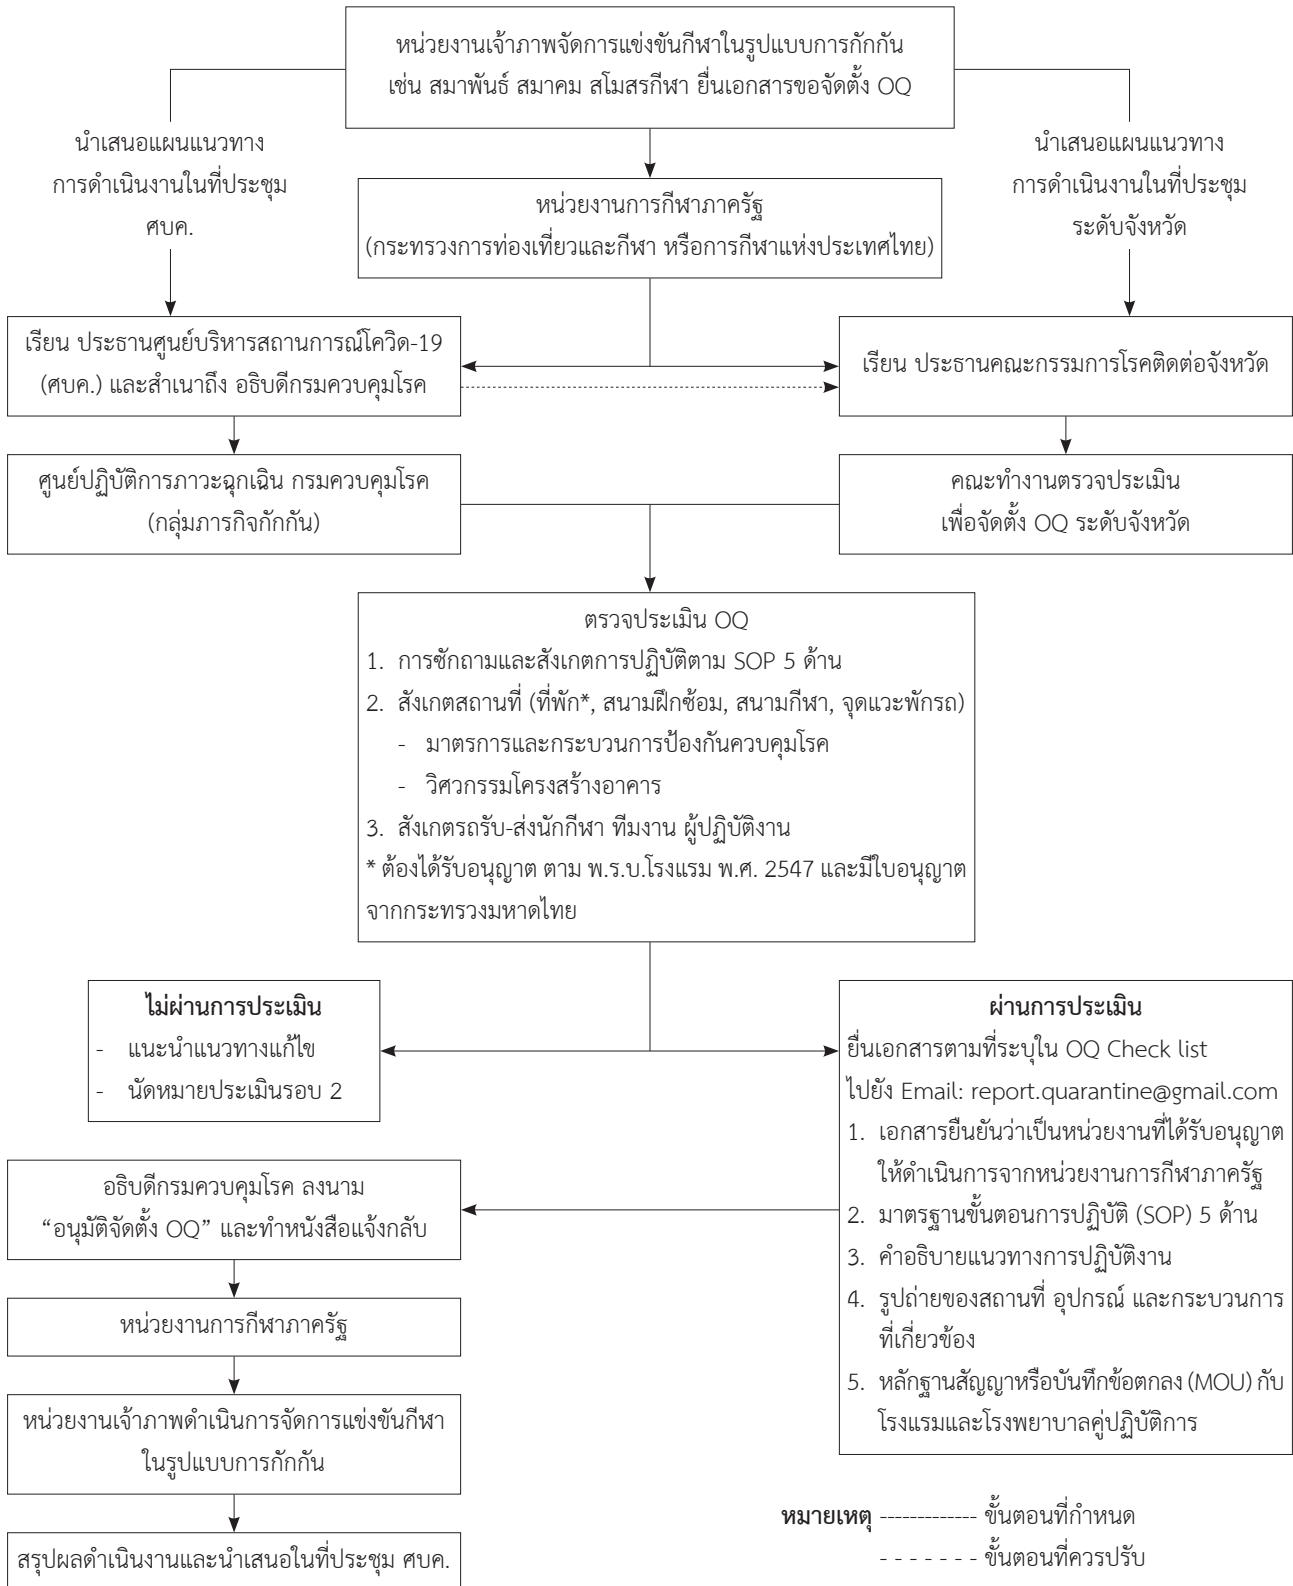 หน่วยงานเจ้าภาพจัดการแข่งขันกีฬาในรูปแบบการกักกัน
เช่น สมาพันธ์ สมาคม สโมสรกีฬา ยื่นเอกสารขอจัดตั้ง OQ
นำเสนอแผนแนวทาง
การดำเนินงานในที่ประชุม
ศบค.
นำเสนอแผนแนวทาง
การดำเนินงานในที่ประชุม
ระดับจังหวัด
หน่วยงานการกีฬาภาครัฐ
(กระทรวงการท่องเที่ยวและกีฬา หรือการกีฬาแห่งประเทศไทย)
เรียน ประธานศูนย์บริหารสถานการณ์โควิด-19
(ศบค.) และสำเนาถึง อธิบดีกรมควบคุมโรค
เรียน ประธานคณะกรรมการโรคติดต่อจังหวัด
ศูนย์ปฏิบัติการภาวะฉุกเฉิน กรมควบคุมโรค
(กลุ่มภารกิจกักกัน)
คณะทำงานตรวจประเมิน
เพื่อจัดตั้ง OQ ระดับจังหวัด
ตรวจประเมิน OQ
1. การซักถามและสังเกตการปฏิบัติตาม SOP 5 ด้าน
2. สังเกตสถานที่ (ที่พัก*, สนามฝึกซ้อม, สนามกีฬา, จุดแวะพักรถ)
- มาตรการและกระบวนการป้องกันควบคุมโรค
- วิศวกรรมโครงสร้างอาคาร
3. สังเกตรถรับ-ส่งนักกีฬา ทีมงาน ผู้ปฏิบัติงาน
* ต้องได้รับอนุญาต ตาม พ.ร.บ.โรงแรม พ.ศ. 2547 และมีใบอนุญาต
จากกระทรวงมหาดไทย
ไม่ผ่านการประเมิน
- แนะนำแนวทางแก้ไข
- นัดหมายประเมินรอบ 2
ผ่านการประเมิน
ยื่นเอกสารตามที่ระบุใน OQ Check list
ไปยัง Email: report.quarantine@gmail.com
1. เอกสารยืนยันว่าเป็นหน่วยงานที่ได้รับอนุญาต
ให้ดำเนินการจากหน่วยงานการกีฬาภาครัฐ
2. มาตรฐานขั้นตอนการปฏิบัติ (SOP) 5 ด้าน
3. คำอธิบายแนวทางการปฏิบัติงาน
4. รูปถ่ายของสถานที่ อุปกรณ์ และกระบวนการ
ที่เกี่ยวข้อง
5. หลักฐานสัญญาหรือบันทึกข้อตกลง (MOU) กับ
โรงแรมและโรงพยาบาลคู่ปฏิบัติการ
อธิบดีกรมควบคุมโรค ลงนาม
“อนุมัติจัดตั้ง OQ” และทำหนังสือแจ้งกลับ
หน่วยงานการกีฬาภาครัฐ
หน่วยงานเจ้าภาพดำเนินการจัดการแข่งขันกีฬา
ในรูปแบบการกักกัน
สรุปผลดำเนินงานและนำเสนอในที่ประชุม ศบค.
หมายเหตุ ------------- ขั้นตอนที่กำหนด
- - - - - - - ขั้นตอนที่ควรปรับ